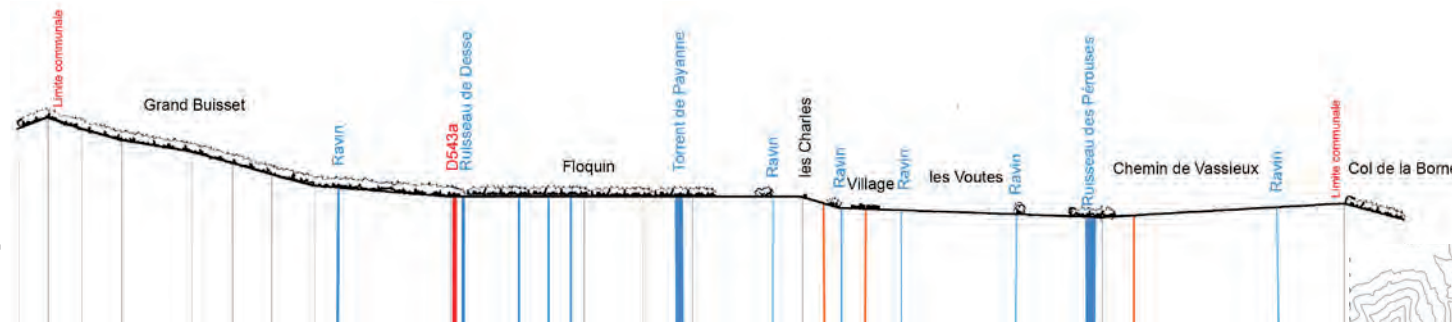 Limite communale
Grand Buisset
Ravin
D543a
Ruisseau de Desse
Floquin
Torrent de Payanne
Ravin
les Charles
Ravin
Village
Ravin
les Voutes
Ravin
Ruisseau des Pérouses
Chemin de Vassieux
Ravin
Limite communale
Col de la Borne